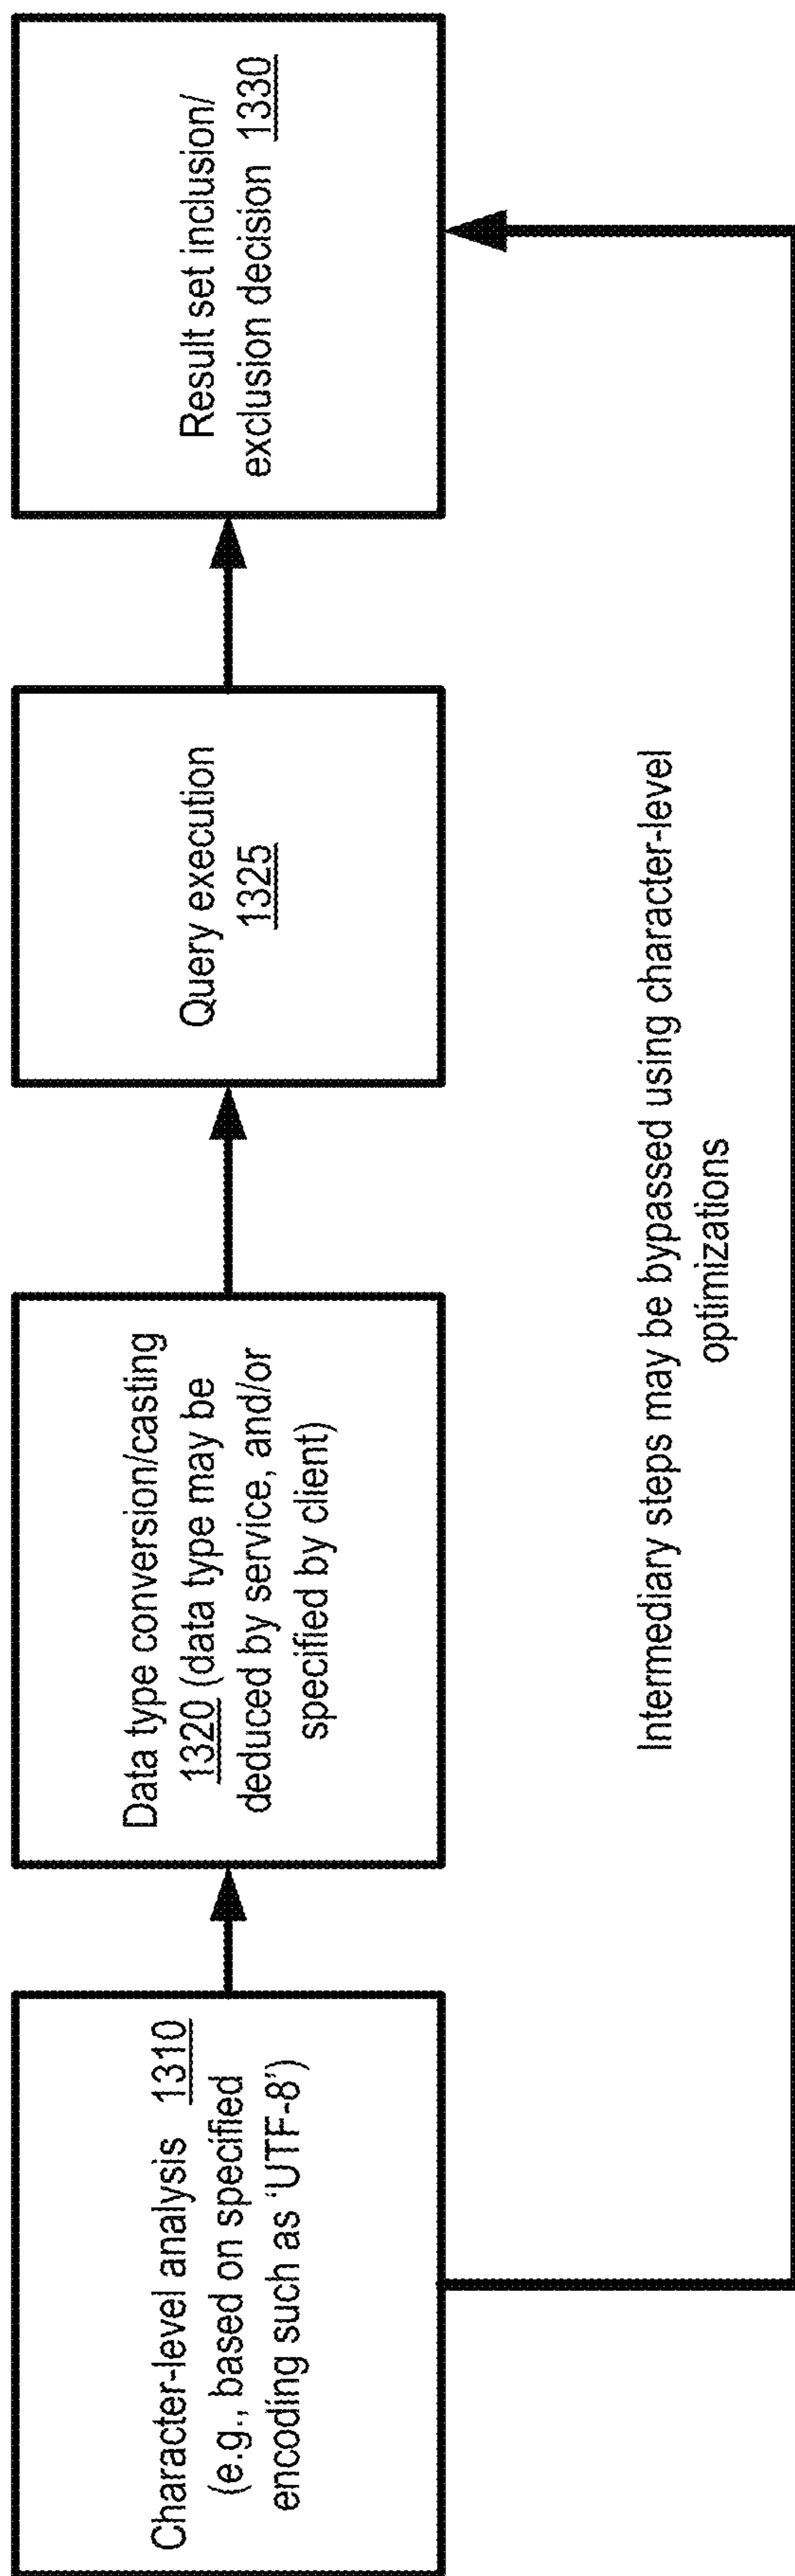 Character-level analysis 1310
(e.g., based on specified
encoding such as ‘UTF-8’)
Data type conversion/casting
1320 (data type may be
deduced by service, and/or
specified by client)
Query execution
1325
Result set inclusion/
exclusion decision 1330
Intermediary steps may be bypassed using character-level
optimizations